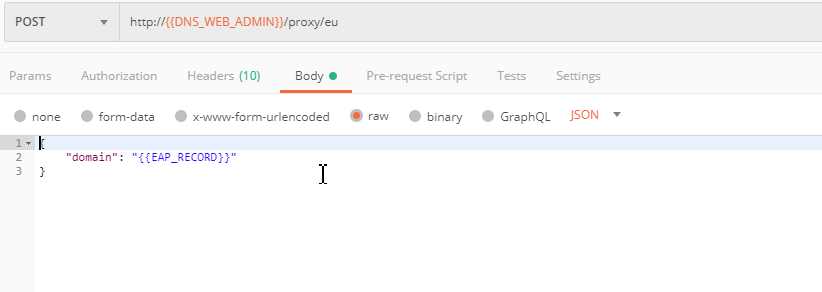 POST http://{{DNS_WEB_ADMIN}}/proxy/eu
Params Authorization Headers (10) Body Pre-request Script Tests Settings
none form-data x-www-form-urlencoded raw binary GraphQL JSON
1 {
2 "domain": "{{EAP_RECORD}}"
3 }